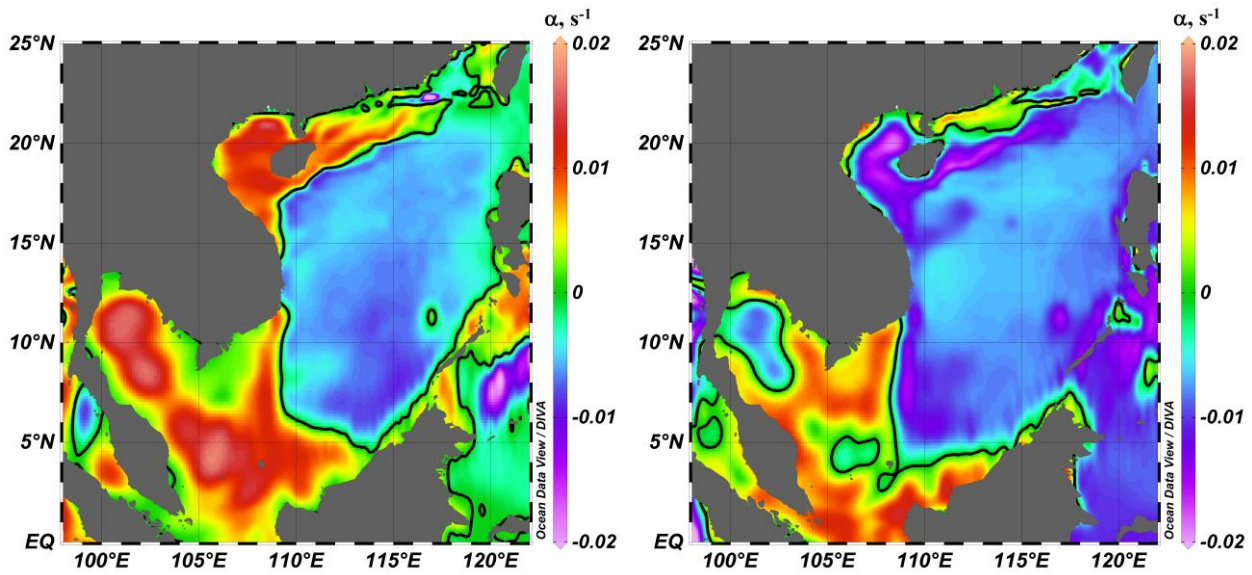 α, s-1
25°N
20°N
15°N
10°N
5°N
EQ
100°E 105°E 110°E 115°E 120°E
0.02
0.01
0
-0.01
-0.02
Ocean Data View / DIVA
α, s-1
25°N
20°N
15°N
10°N
5°N
EQ
100°E 105°E 110°E 115°E 120°E
0.02
0.01
0
-0.01
-0.02
Ocean Data View / DIVA